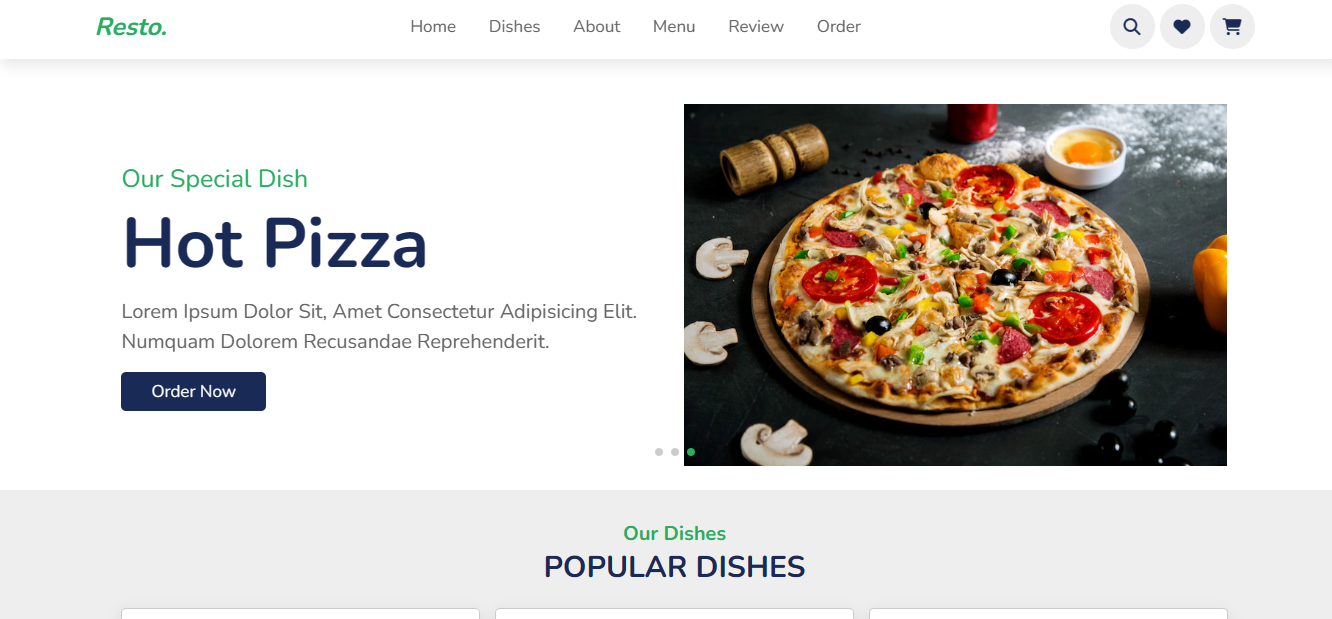 Resto.
Home Dishes About Menu Review Order
Our Special Dish
Hot Pizza
Lorem Ipsum Dolor Sit, Amet Consectetur Adipisicing Elit.
Numquam Dolorem Recusandae Reprehenderit.
Order Now
Our Dishes
POPULAR DISHES